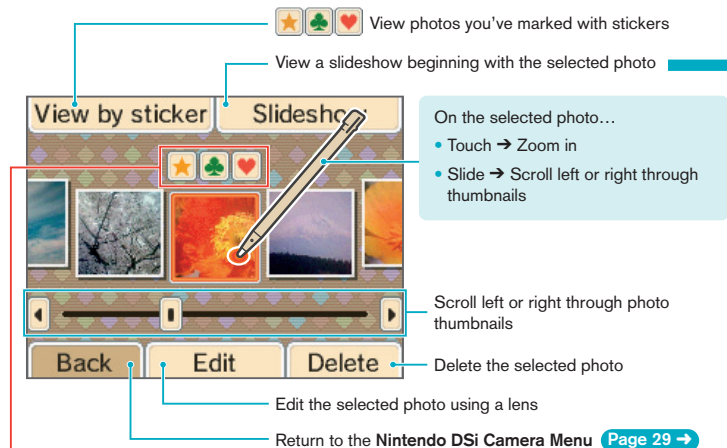 View photos you've marked with stickers
View a slideshow beginning with the selected photo
View by sticker
Slideshow
On the selected photo…
• Touch ➔ Zoom in
• Slide ➔ Scroll left or right through
thumbnails
Scroll left or right through photo
thumbnails
Back
Edit
Delete
Delete the selected photo
Edit the selected photo using a lens
Return to the Nintendo DSi Camera Menu Page 29 ➔